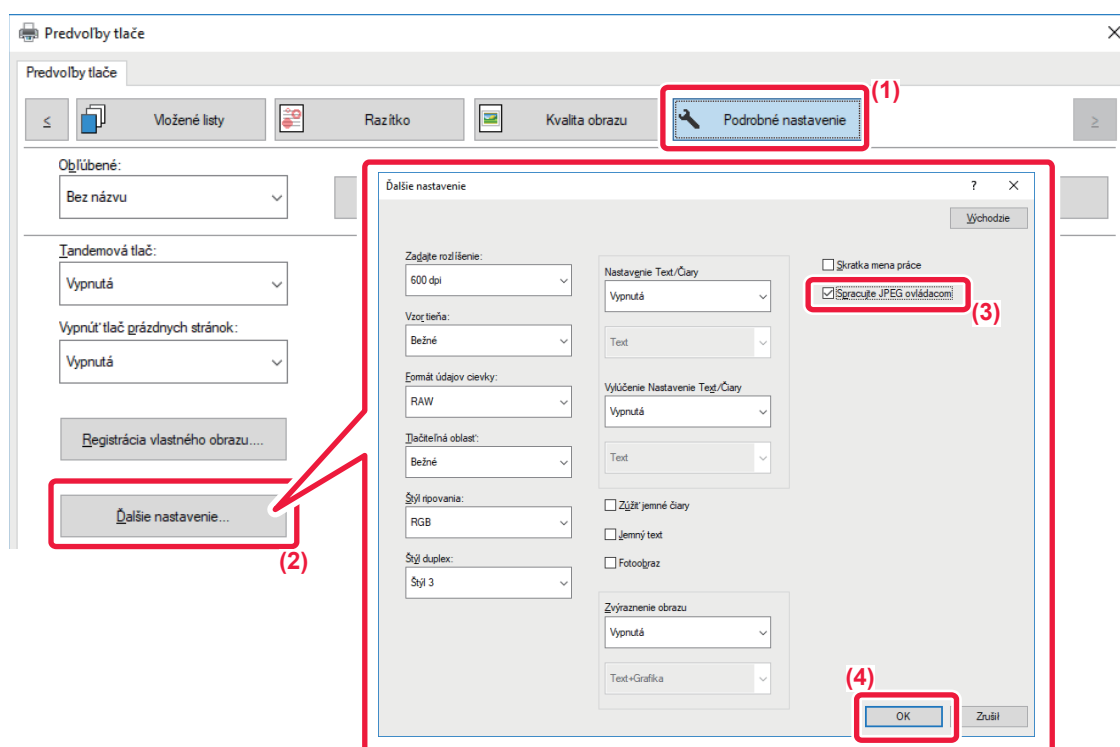 Predvoľby tlače
Predvoľby tlače
(1)
<
Vložené listy
Razítko
Kvalita obrazu
Podrobné nastavenie
>
Obľúbené:
Bez názvu
Tandemová tlač:
Vypnutá
Vypnúť tlač prázdnych stránok:
Vypnutá
Registrácia vlastného obrazu....
Ďalšie nastavenie...
(2)
Ďalšie nastavenie
?
Východzie
Zadajte rozlíšenie:
600 dpi
Vzor tieňa:
Bežné
Formát údajov cievky:
RAW
Tlačiteľná oblasť:
Bežné
Štýl ripovania:
RGB
Štýl duplex:
Štýl 3
Nastavenie Text/Čiary
Vypnutá
Text
Vylúčenie Nastavenie Text/Čiary
Vypnutá
Text
Zúžiť jemné čiary
Jemný text
Fotoobraz
Zvýraznenie obrazu
Vypnutá
Text+Grafika
Skratka mena práce
Spracujte JPEG ovládacom
(3)
(4)
OK
Zrušiť